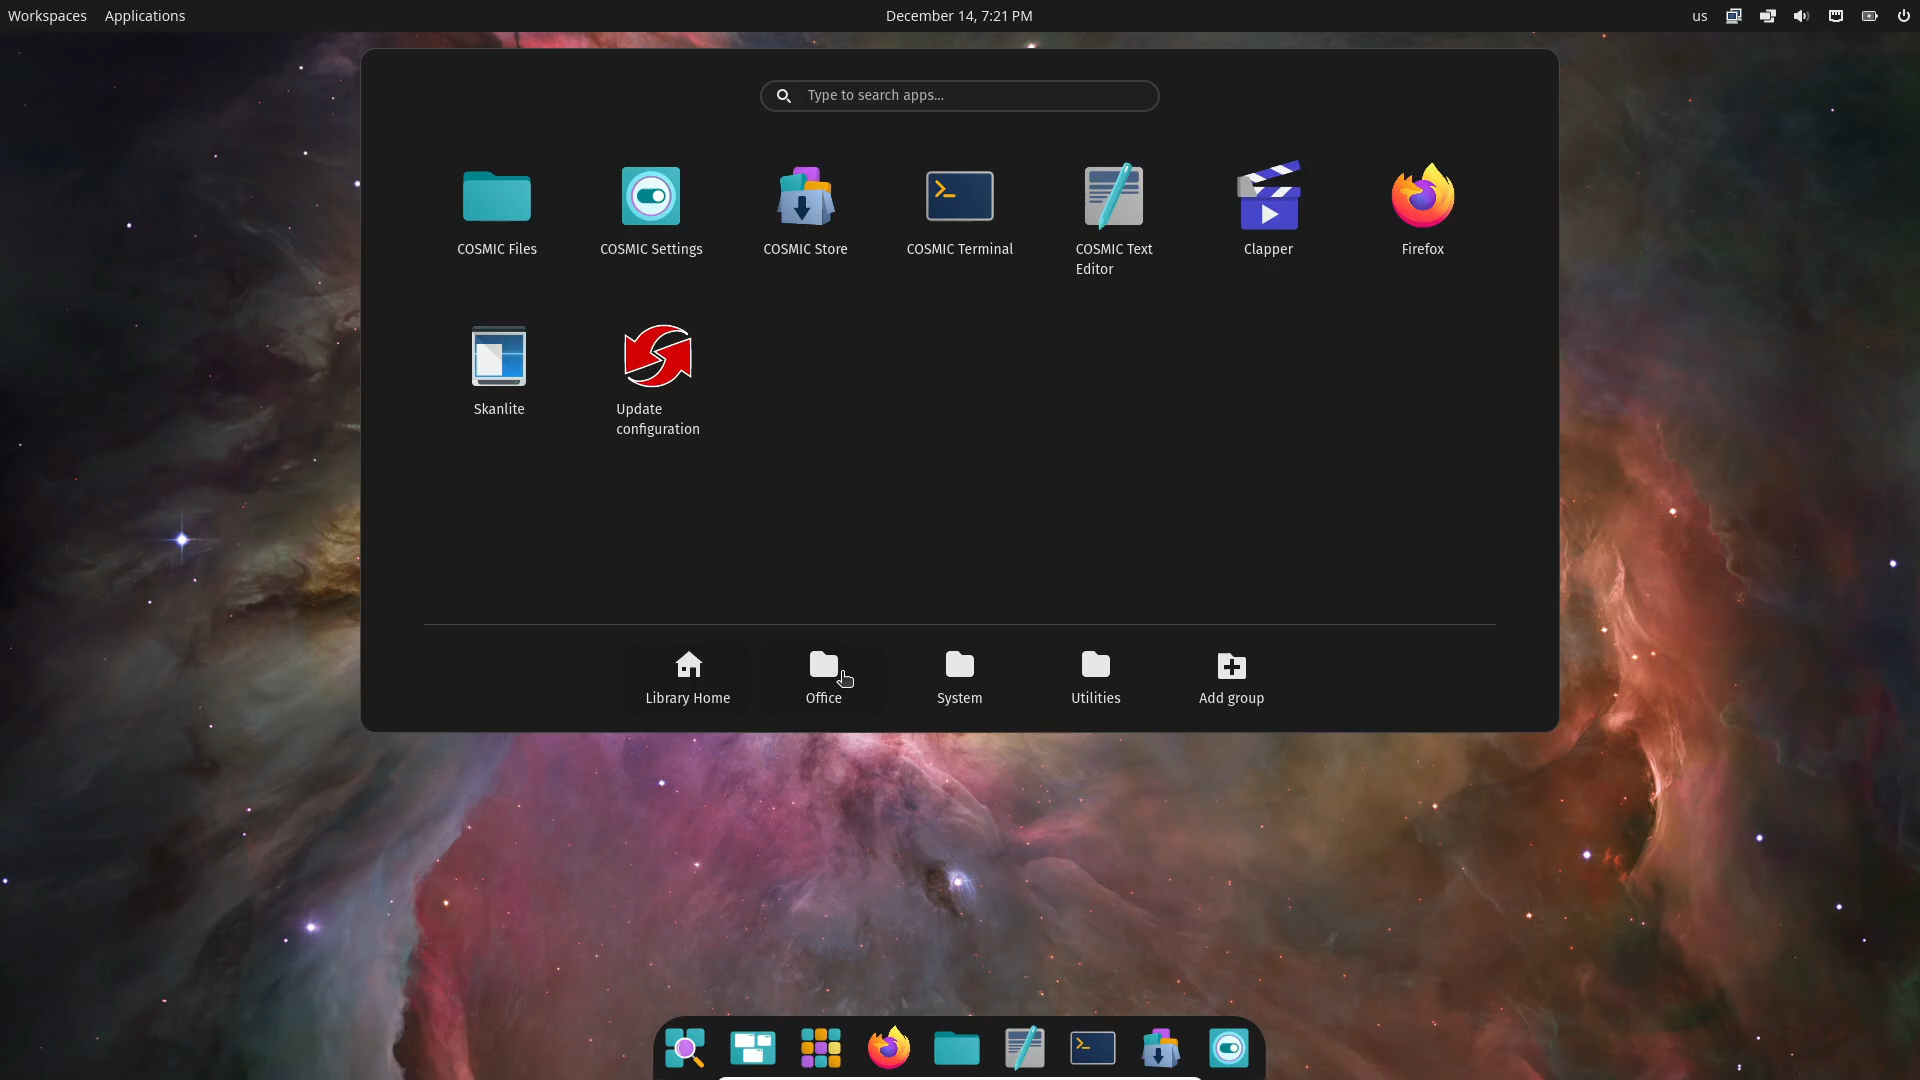 Workspaces Applications December 14, 7:21 PM us
Type to search apps...
COSMIC Files COSMIC Settings COSMIC Store COSMIC Terminal COSMIC Text Editor Clapper Firefox
Skanlite Update configuration
Library Home Office System Utilities Add group